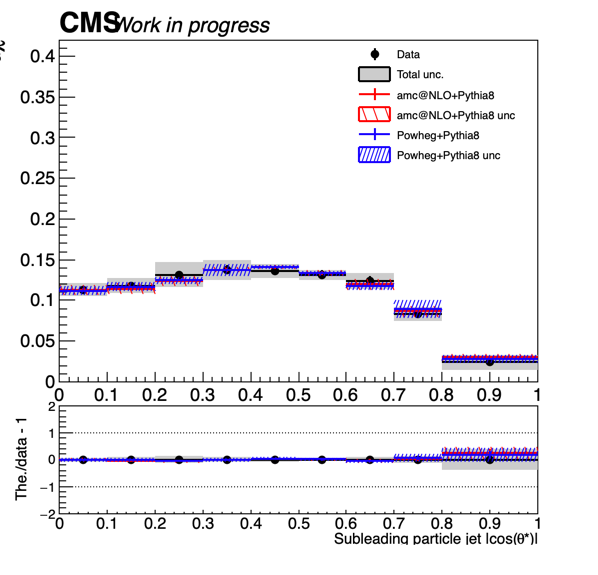 CMS Work in progress
0.4
0.35
0.3
0.25
0.2
0.15
0.1
0.05
0
Data
Total unc.
amc@NLO+Pythia8
amc@NLO+Pythia8 unc
Powheg+Pythia8
Powheg+Pythia8 unc
0 0.1 0.2 0.3 0.4 0.5 0.6 0.7 0.8 0.9 1
The./data - 1
2
1
0
−1
−2
0 0.1 0.2 0.3 0.4 0.5 0.6 0.7 0.8 0.9 1
Subleading particle jet |cos(θ*)|